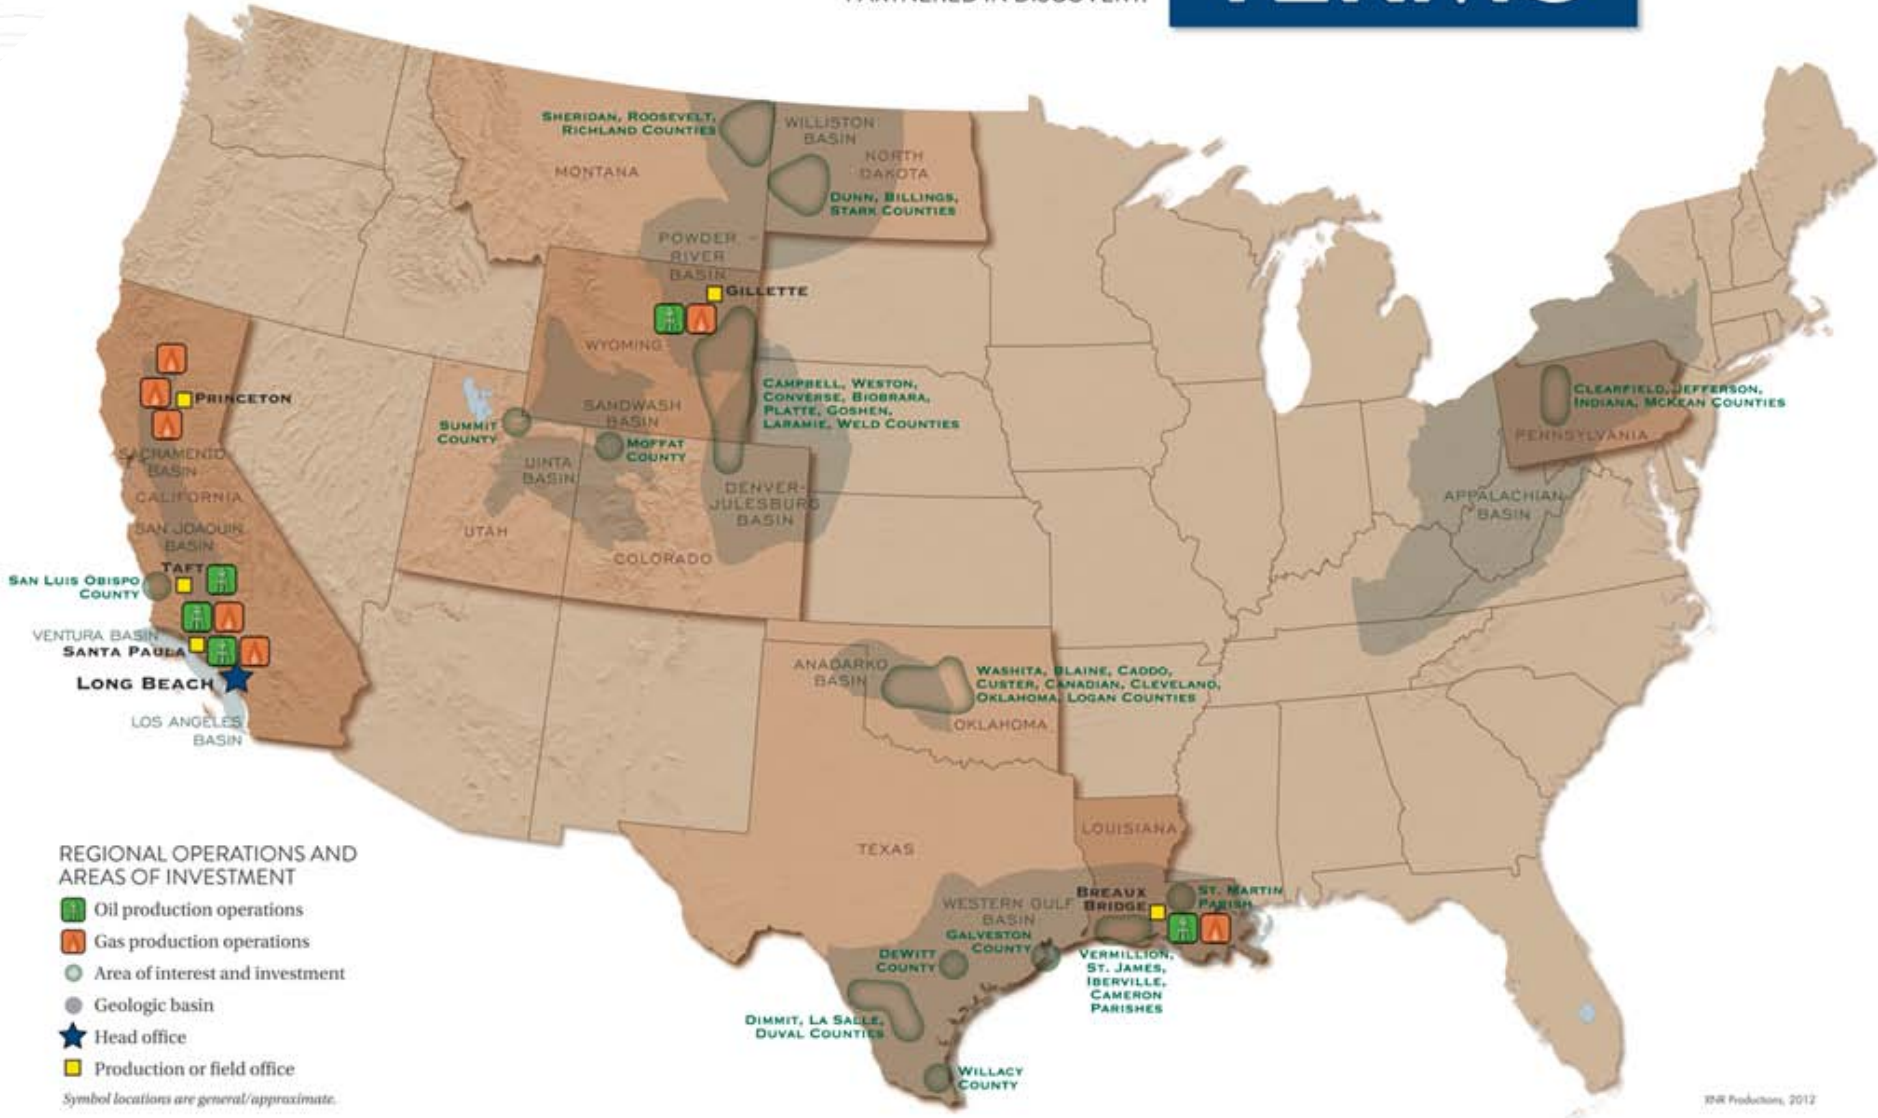 PARTNERED IN DISCOVERY.
SHERIDAN, ROOSEVELT,
RICHLAND COUNTIES
WILLISTON
BASIN
NORTH
DAKOTA
MONTANA
DUNN, BILLINGS,
STARK COUNTIES
POWDER
RIVER
BASIN
GILLETTE
WYOMING
CAMPBELL, WESTON,
CONVERSE, BIOBRARA,
PLATTE, GOSHEN,
LARAMIE, WELD COUNTIES
CLEARFIELD, JEFFERSON,
INDIANA, MCKEAN COUNTIES
PENNSYLVANIA
PRINCETON
SANDWASH
BASIN
SUMMIT
COUNTY
MOFFAT
COUNTY
SACRAMENTO
BASIN
UINTA
BASIN
CALIFORNIA
DENVER-
JULESBURG
BASIN
APPALACHIAN
BASIN
SAN JOAQUIN
BASIN
UTAH
COLORADO
TAFT
SAN LUIS OBISPO
COUNTY
VENTURA BASIN
SANTA PAULA
LONG BEACH
LOS ANGELES
BASIN
ANADARKO
BASIN
WASHITA, BLAINE, CADDO,
CUSTER, CANADIAN, CLEVELAND,
OKLAHOMA, LOGAN COUNTIES
OKLAHOMA
LOUISIANA
TEXAS
BREAUX
BRIDGE
ST. MARTIN
PARISH
WESTERN GULF
BASIN
GALVESTON
COUNTY
DEWITT
COUNTY
VERMILLION,
ST. JAMES,
IBERVILLE,
CAMERON
PARISHES
DIMMIT, LA SALLE,
DUVAL COUNTIES
WILLACY
COUNTY
REGIONAL OPERATIONS AND
AREAS OF INVESTMENT
Oil production operations
Gas production operations
Area of interest and investment
Geologic basin
Head office
Production or field office
Symbol locations are general/approximate.
XNR Productions, 2012